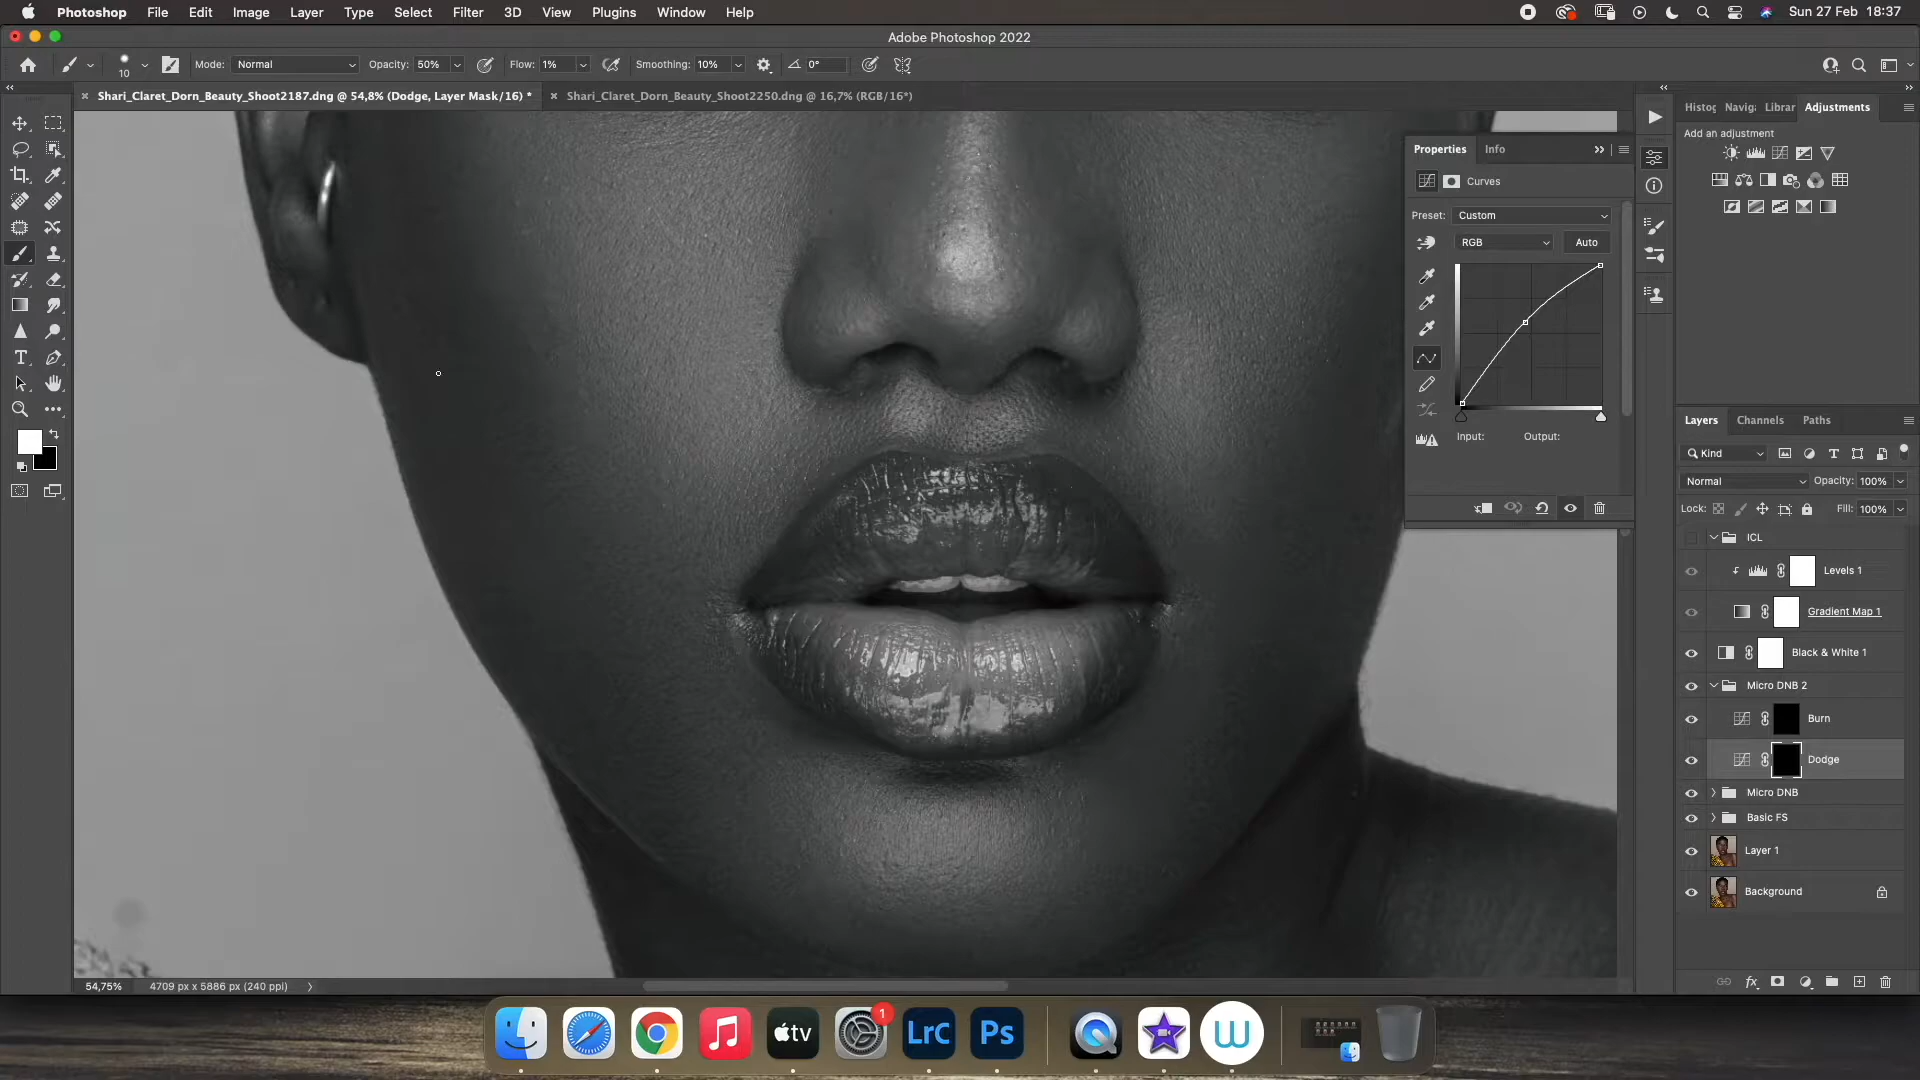 Photoshop File Edit Image Layer Type Select Filter 3D View Plugins Window Help Sun 27 Feb 18:37
Adobe Photoshop 2022
10 Mode: Normal Opacity: 50% Flow: 1% Smoothing: 10% 0°
Shari_Claret_Dorn_Beauty_Shoot2187.dng @ 54,8% (Dodge, Layer Mask/16) * Shari_Claret_Dorn_Beauty_Shoot2250.dng @ 16,7% (RGB/16*)
Histog Naviga Librar Adjustments
Add an adjustment
Properties Info
Curves
Preset: Custom
RGB Auto
Input: Output:
Layers Channels Paths
Kind
Normal Opacity: 100%
Lock: Fill: 100%
ICL
Levels 1
Gradient Map 1
Black & White 1
Micro DNB 2
Burn
Dodge
Micro DNB
Basic FS
Layer 1
Background
fx
54,75% 4709 px x 5886 px (240 ppi)
tv 1 LrC Ps W